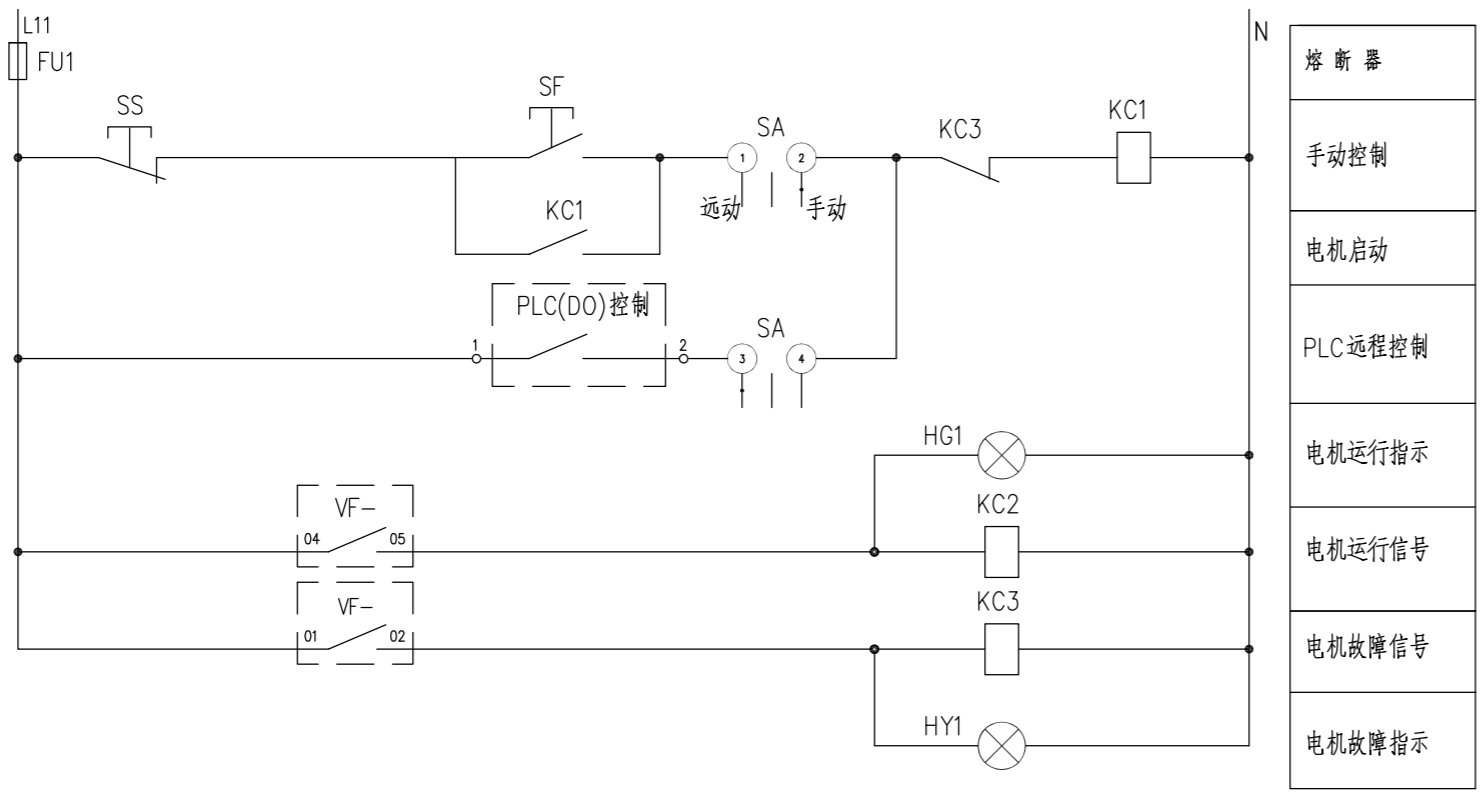 L11
N
FU1
熔断器
SS
SF
SA
KC3
KC1
1
2
手动控制
远动
手动
KC1
电机启动
PLC(DO)控制
SA
1
2
3
4
PLC远程控制
HG1
电机运行指示
VF-
KC2
04
05
电机运行信号
VF-
KC3
01
02
电机故障信号
HY1
电机故障指示